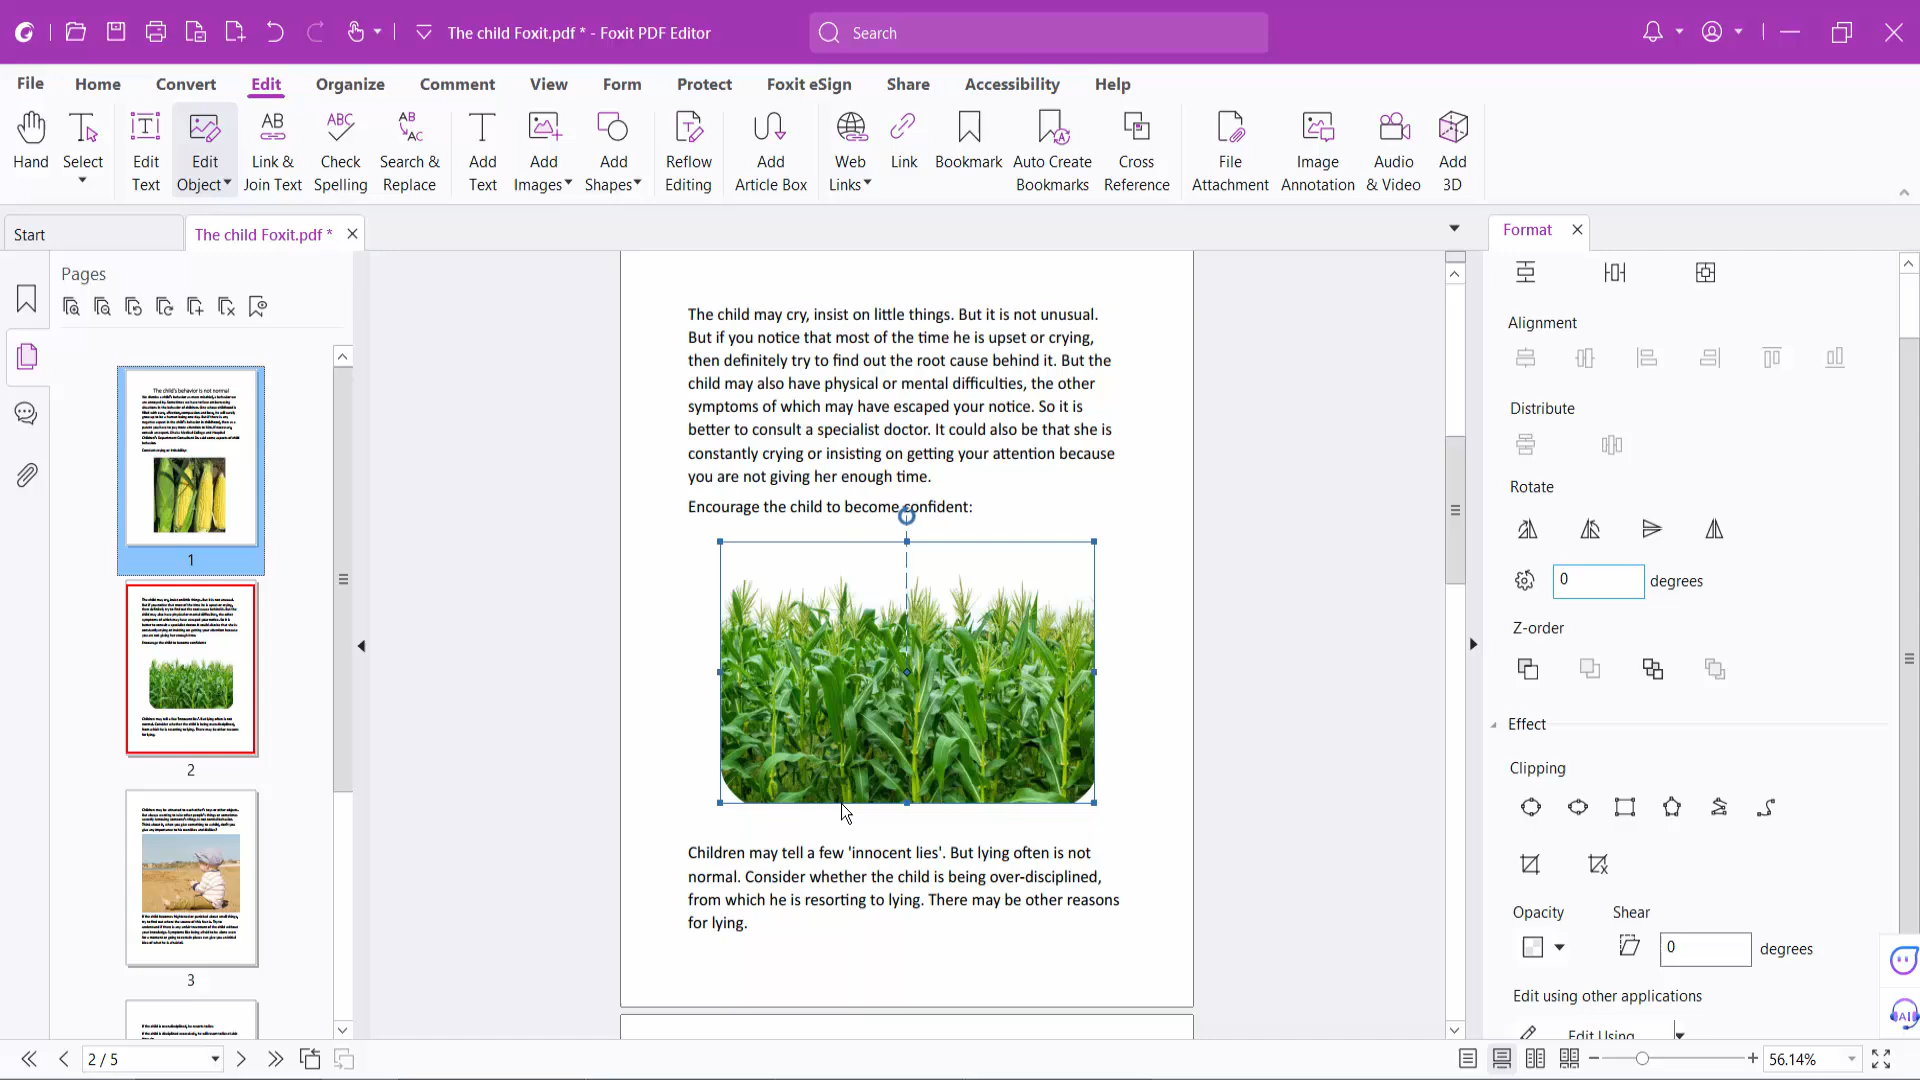 The child Foxit.pdf * - Foxit PDF Editor
Search
File Home Convert Edit Organize Comment View Form Protect Foxit eSign Share Accessibility Help
Hand
Select
Edit Text
Edit Object
Link & Join Text
Check Spelling
Search & Replace
Add Text
Add Images
Add Shapes
Reflow Editing
Add Article Box
Web Links
Link
Bookmark
Auto Create Bookmarks
Cross Reference
File Attachment
Image Annotation
Audio & Video
Add 3D
Start
The child Foxit.pdf *
Pages
The child's behavior is not normal
1
2
3
The child may cry, insist on little things. But it is not unusual.
But if you notice that most of the time he is upset or crying,
then definitely try to find out the root cause behind it. But the
child may also have physical or mental difficulties, the other
symptoms of which may have escaped your notice. So it is
better to consult a specialist doctor. It could also be that she is
constantly crying or insisting on getting your attention because
you are not giving her enough time.
Encourage the child to become confident:
Children may tell a few 'innocent lies'. But lying often is not
normal. Consider whether the child is being over-disciplined,
from which he is resorting to lying. There may be other reasons
for lying.
Format
Alignment
Distribute
Rotate
0 degrees
Z-order
Effect
Clipping
Opacity Shear
0 degrees
Edit using other applications
Edit Using
AI
2 / 5
56.14%